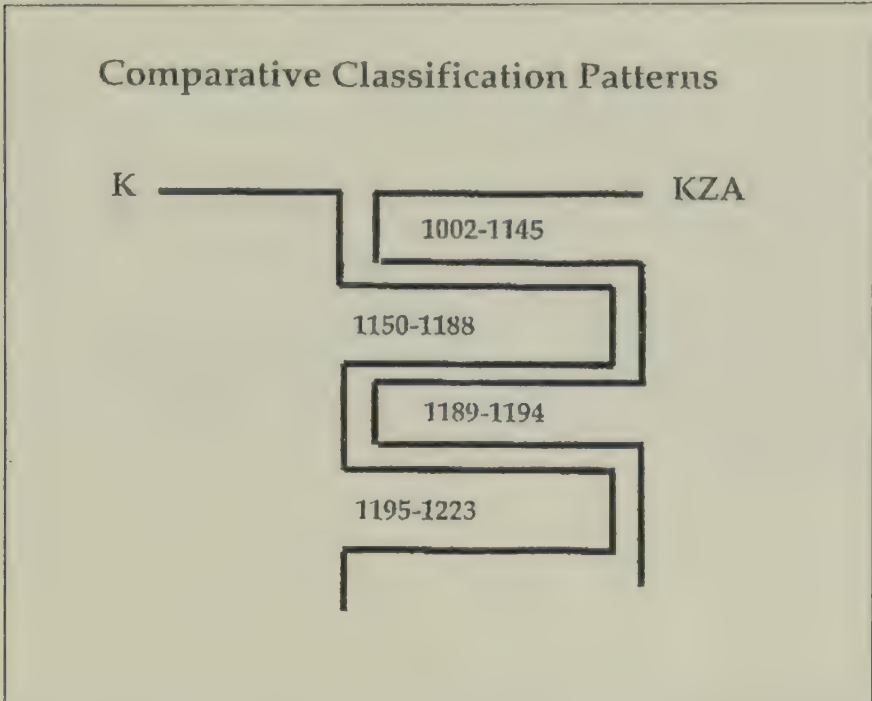 Comparative Classification Patterns
K KZA
1002-1145
1150-1188
1189-1194
1195-1223